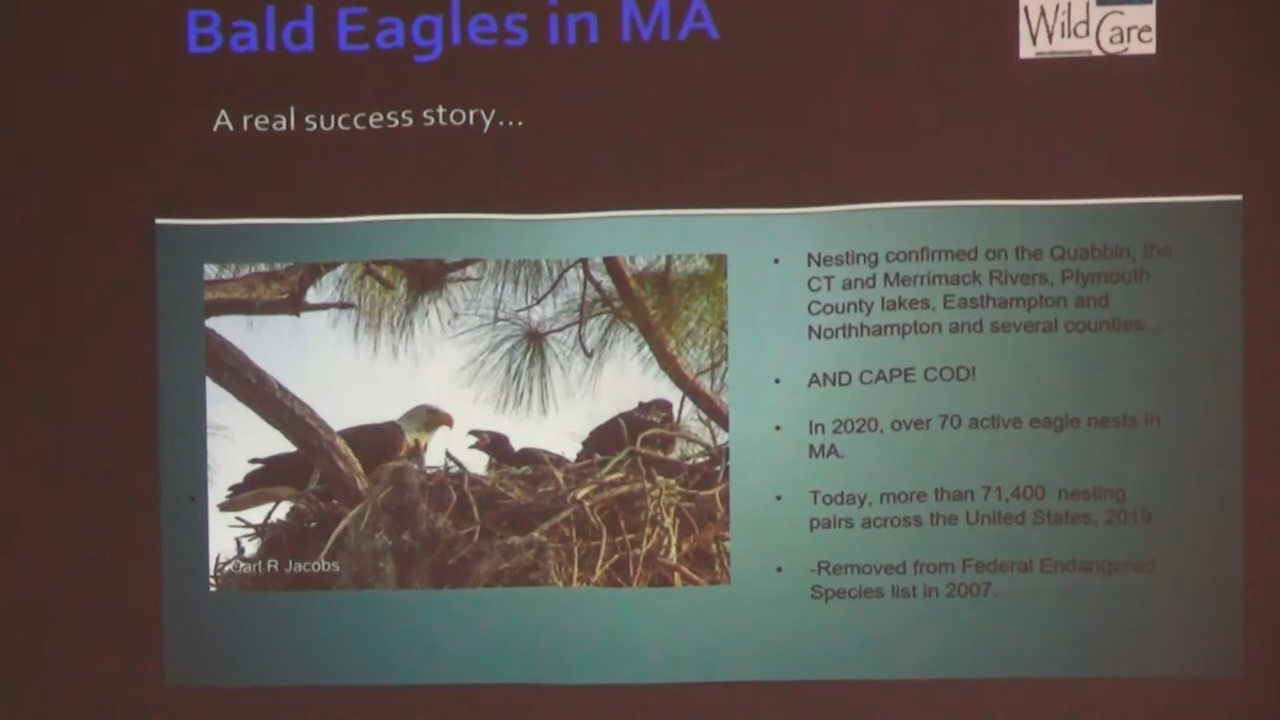 Bald Eagles in MA
Wild Care
A real success story...
• Nesting confirmed on the Quabbin, the
CT and Merrimack Rivers, Plymouth
County lakes, Easthampton and
Northhampton and several counties...
• AND CAPE COD!
• In 2020, over 70 active eagle nests in
MA.
• Today, more than 71,400 nesting
pairs across the United States, 2019
• -Removed from Federal Endangered
Species list in 2007.
Carl R Jacobs